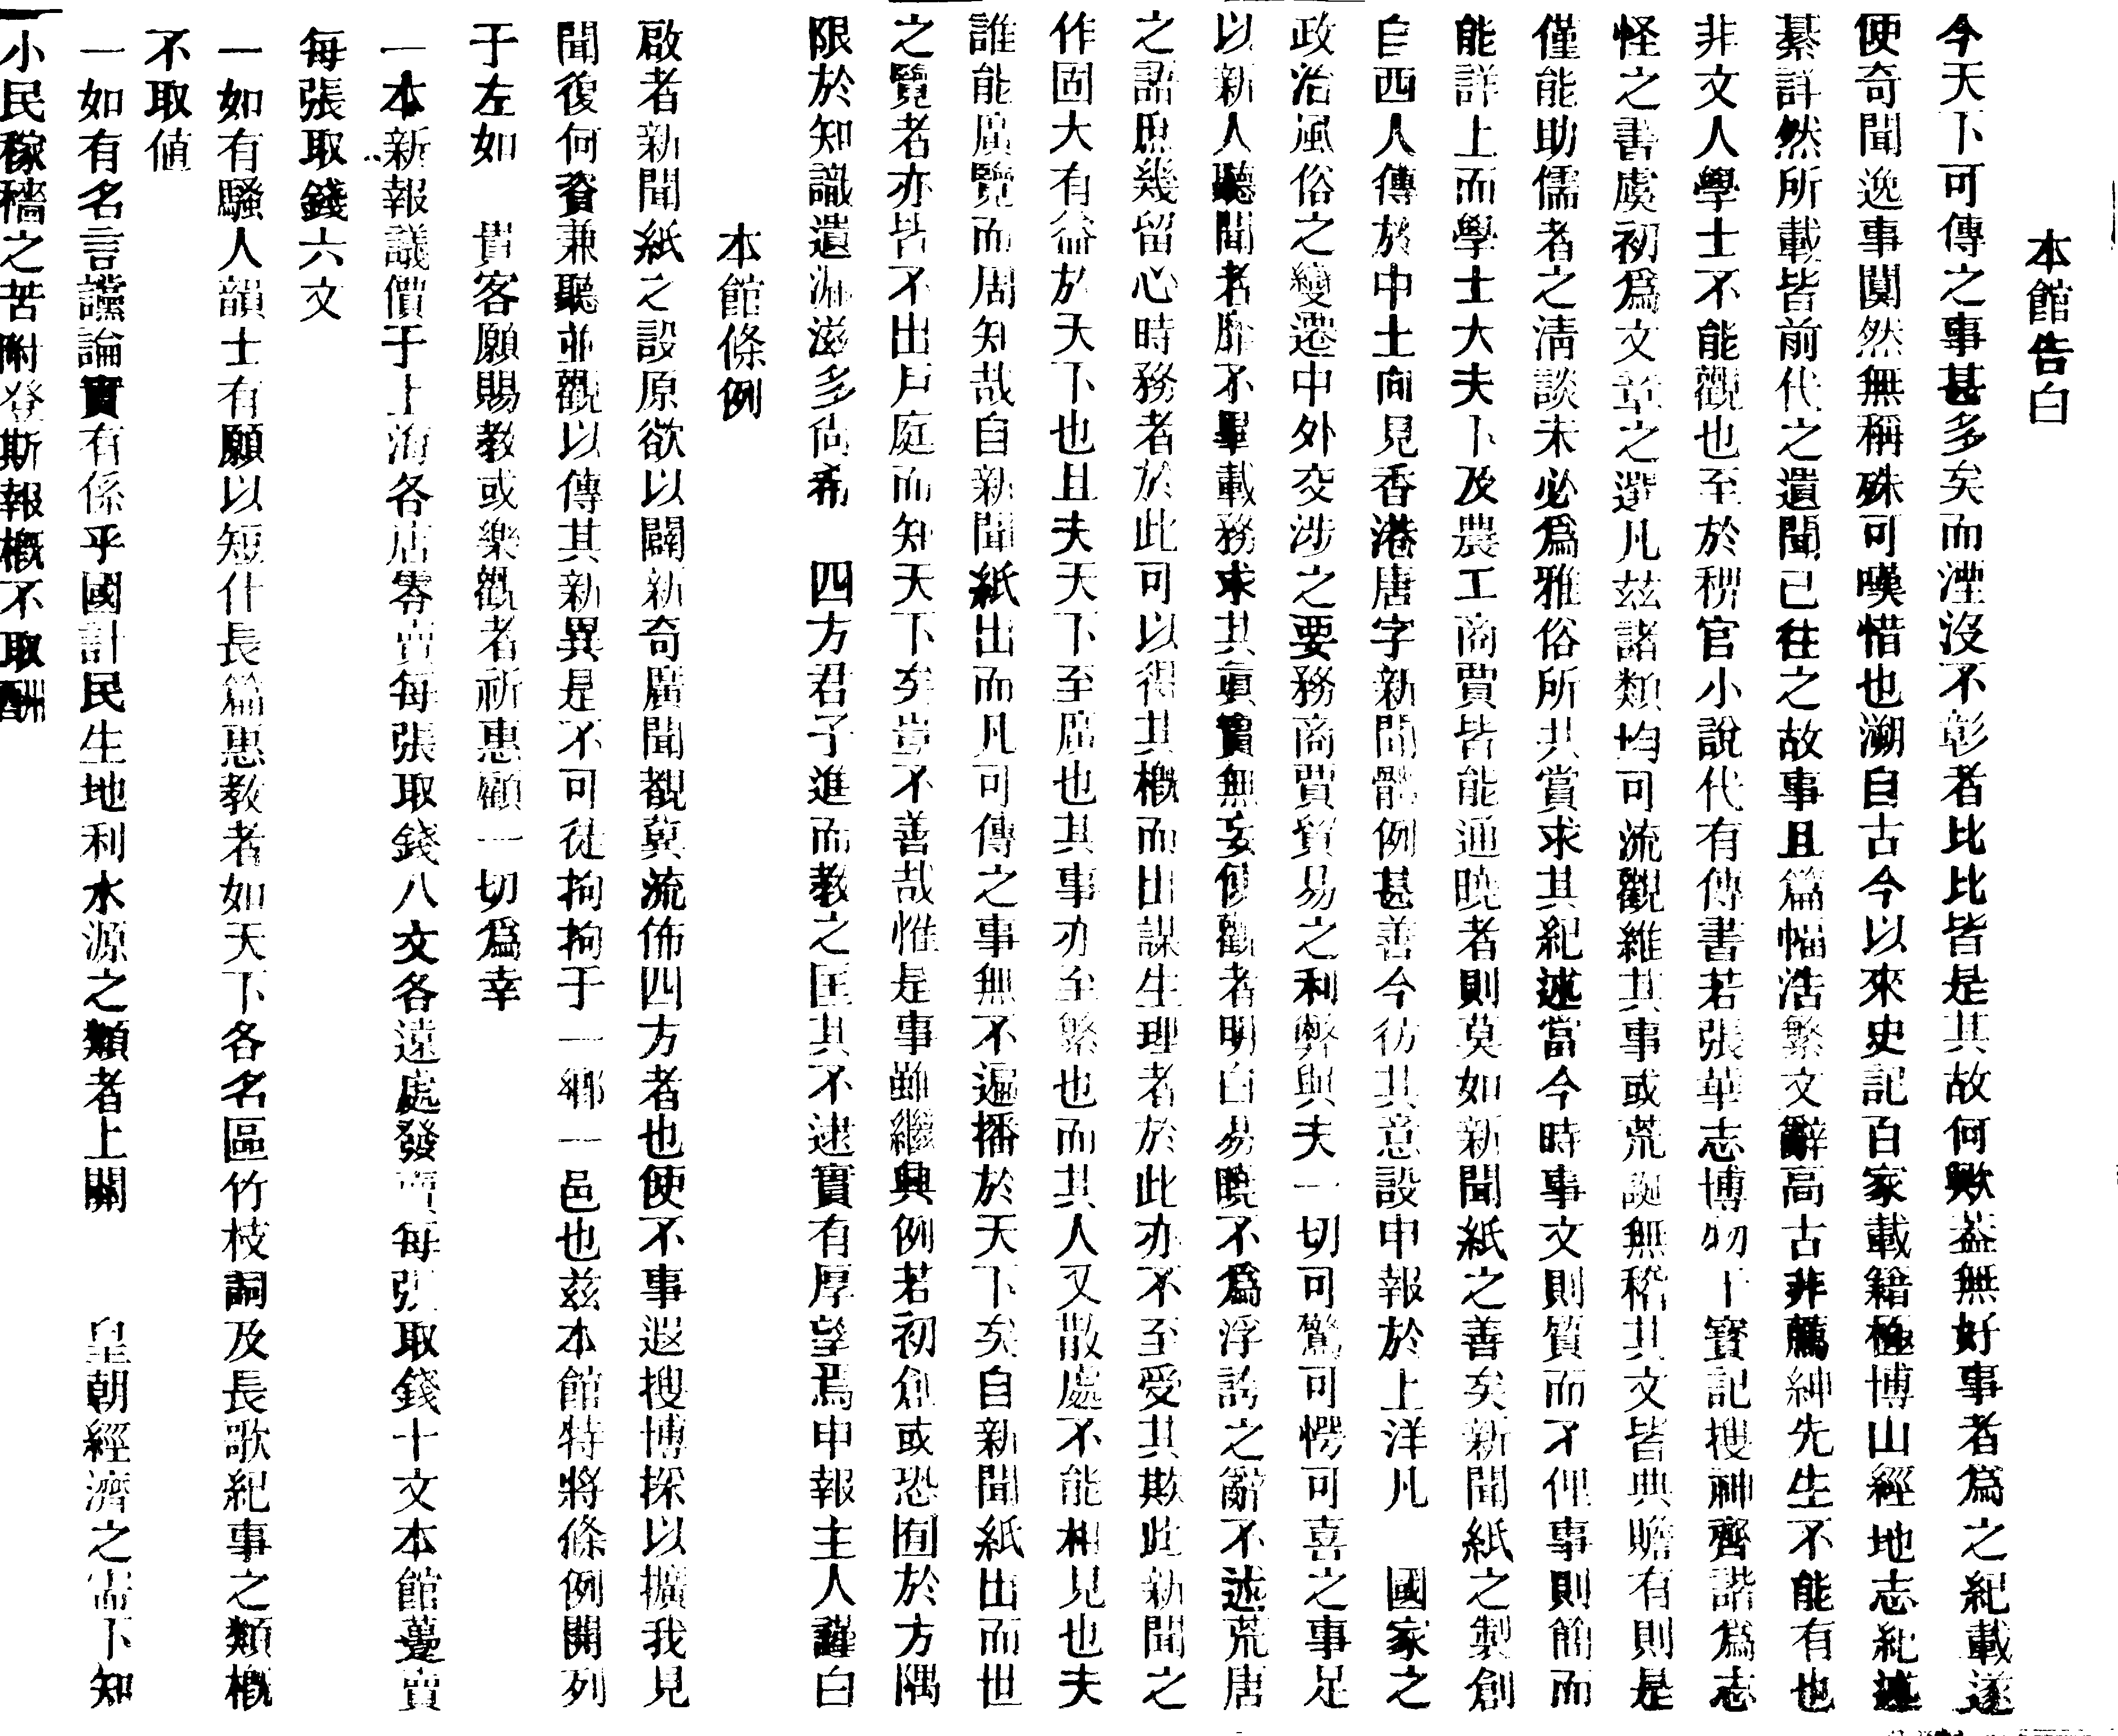 本館告白
今天下可傳之事甚多矣而湮沒不彰者比比皆是其故何歟葢無好事者為之紀載遂
使奇聞逸事闃然無稱殊可嘆惜也溯自古今以來史記百家載籍極博山經地志紀述
綦詳然所載皆前代之遺聞已往之故事且篇幅浩繁文辭高古非薦紳先生不能有也
非文人學士不能觀也至於稗官小說代有傳書若張華志博物干寶記搜神齊諧為志
怪之書虞初為文章之選凡茲諸類均可流觀維其事或荒誕無稽其文皆典贍有則是
僅能助儒者之清談未必為雅俗所共賞求其紀述當今時事文則質而不俚事則簡而
能詳上而學士大夫下及農工商賈皆能通曉者則莫如新聞紙之善矣新聞紙之製創
自西人傳於中土向見香港唐字新聞體例甚善今仿其意設申報於上洋凡　國家之
政治風俗之變遷中外交涉之要務商賈貿易之利弊與夫一切可驚可愕可喜之事足
以新人聽聞者靡不畢載務求其真實無妄使觀者明白易曉不為浮誇之辭不述荒唐
之語庶幾留心時務者於此可以得其概而出謀生理者於此亦不至受其欺此新聞之
作固大有益於天下也且夫天下至廣也其事亦至繁也而其人又散處不能相見也夫
誰能廣覽而周知哉自新聞紙出而凡可傳之事無不遍播於天下矣自新聞紙出而世
之覽者亦皆不出戶庭而知天下矣豈不善哉惟是事雖繼興例若初創或恐囿於方隅
限於知識遺漏滋多尚希　四方君子進而教之匡其不逮實有厚望焉申報主人謹白
本館條例
啟者新聞紙之設原欲以闢新奇廣聞覩冀流佈四方者也使不事遐搜博採以擴我見
聞復何資兼聽並觀以傳其新異是不可徒拘拘于一鄉一邑也茲本館特將條例開列
于左如　貴客願賜教或樂觀者祈惠顧一切為幸
一本新報議價于上海各店零賣每張取錢八文各遠處發賣每張取錢十文本館躉賣
每張取錢六文
一如有騷人韻士有願以短什長篇惠教者如天下各名區竹枝詞及長歌紀事之類概
不取值
一如有名言讜論實有係乎國計民生地利水源之類者上關　皇朝經濟之需下知
小民稼穡之苦附登斯報概不取酬